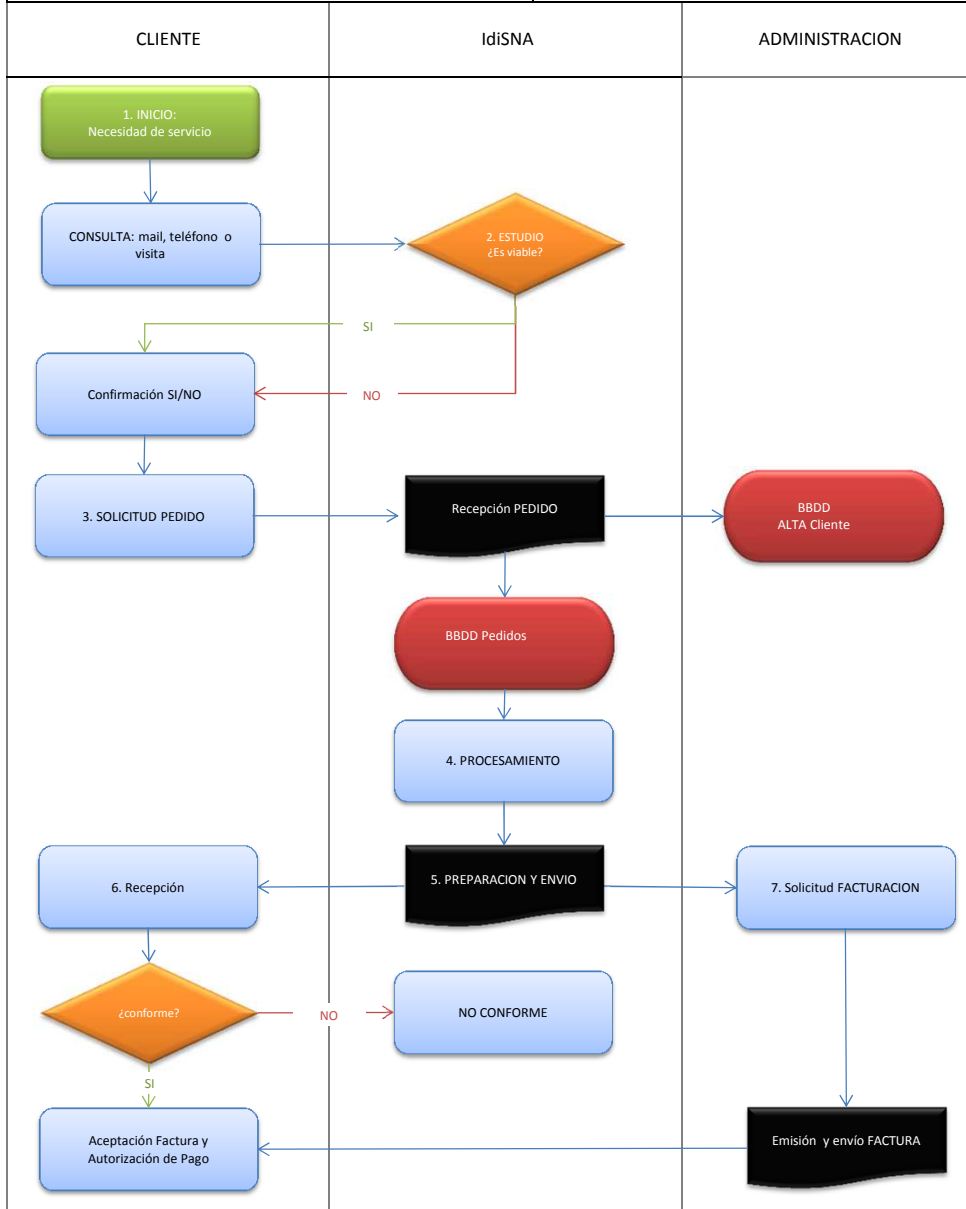 CLIENTE
IdiSNA
ADMINISTRACION
1. INICIO:
Necesidad de servicio
CONSULTA: mail, teléfono o
visita
2. ESTUDIO
¿Es viable?
SI
NO
Confirmación SI/NO
3. SOLICITUD PEDIDO
Recepción PEDIDO
BBDD
ALTA Cliente
BBDD Pedidos
4. PROCESAMIENTO
6. Recepción
5. PREPARACION Y ENVIO
7. Solicitud FACTURACION
¿conforme?
NO
NO CONFORME
SI
Aceptación Factura y
Autorización de Pago
Emisión y envío FACTURA